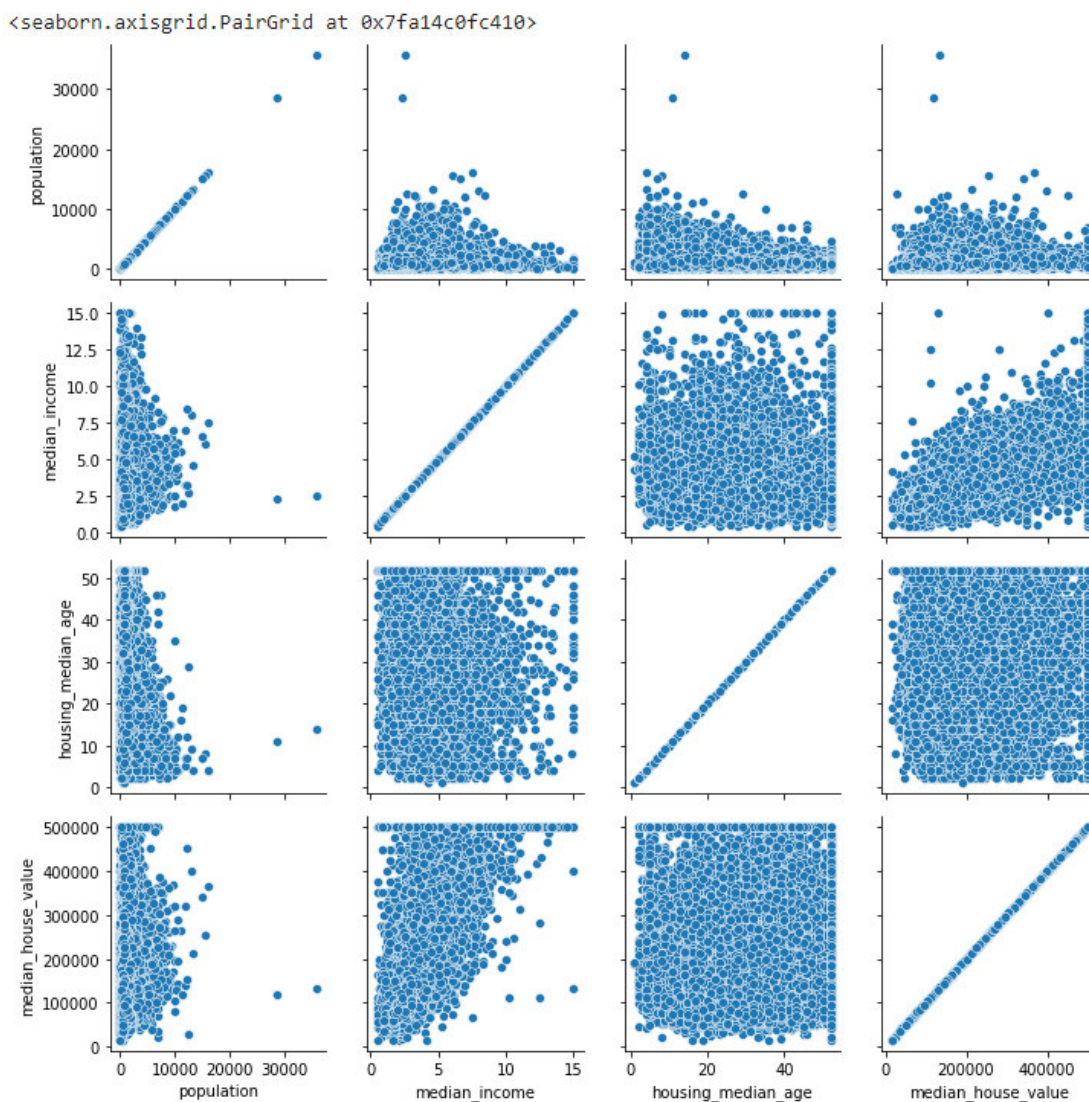 <seaborn.axisgrid.PairGrid at 0x7fa14c0fc410>
population
30000
20000
10000
0
median_income
15.0
12.5
10.0
7.5
5.0
2.5
0.0
housing_median_age
50
40
30
20
10
0
median_house_value
500000
400000
300000
200000
100000
0
0 10000 20000 30000
population
0 5 10 15
median_income
0 20 40
housing_median_age
200000 400000
median_house_value